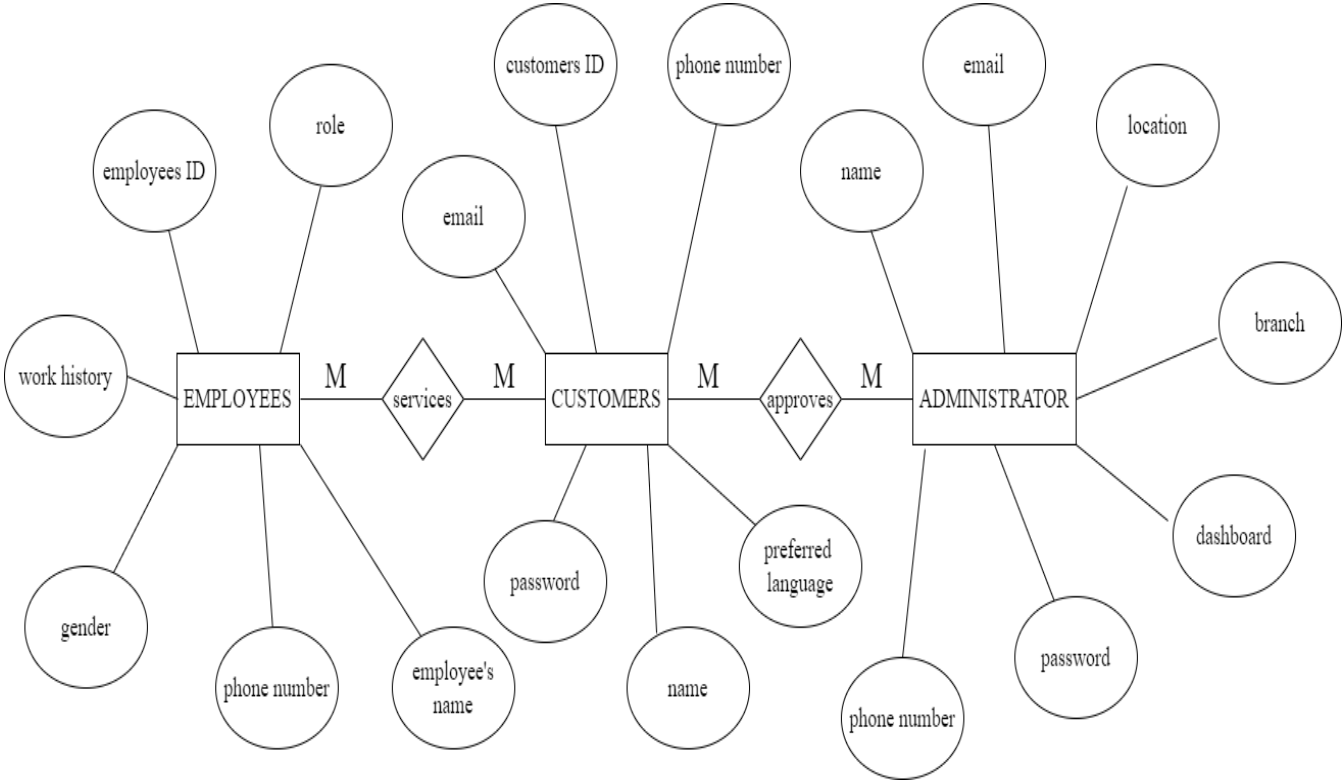 customers ID
phone number
email
role
location
employees ID
name
email
branch
work history
EMPLOYEES
M
services
M
CUSTOMERS
M
approves
M
ADMINISTRATOR
dashboard
preferred
language
password
gender
password
phone number
employee's
name
name
phone number